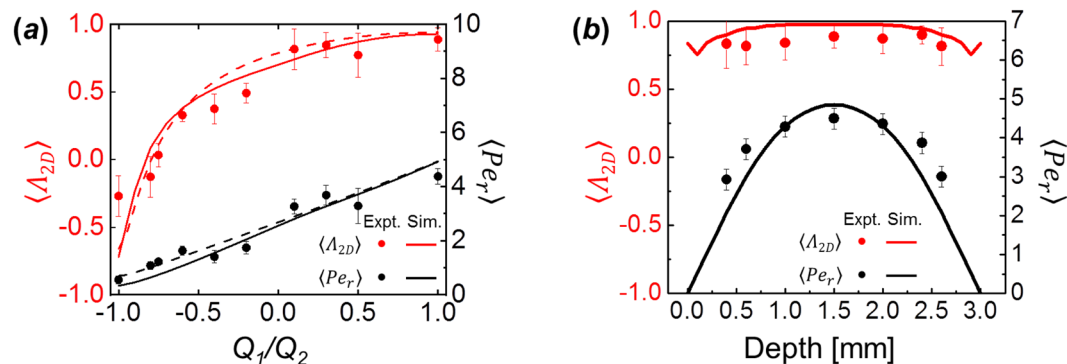 (a)
1.0
0.5
0.0
-0.5
-1.0
⟨Λ2D⟩
10
8
6
4
2
0
⟨Per⟩
Expt. Sim.
⟨Λ2D⟩
⟨Per⟩
-1.0 -0.5 0.0 0.5 1.0
Q1/Q2
(b)
1.0
0.5
0.0
-0.5
-1.0
⟨Λ2D⟩
7
6
5
4
3
2
1
0
⟨Per⟩
Expt. Sim.
⟨Λ2D⟩
⟨Per⟩
0.0 0.5 1.0 1.5 2.0 2.5 3.0
Depth [mm]